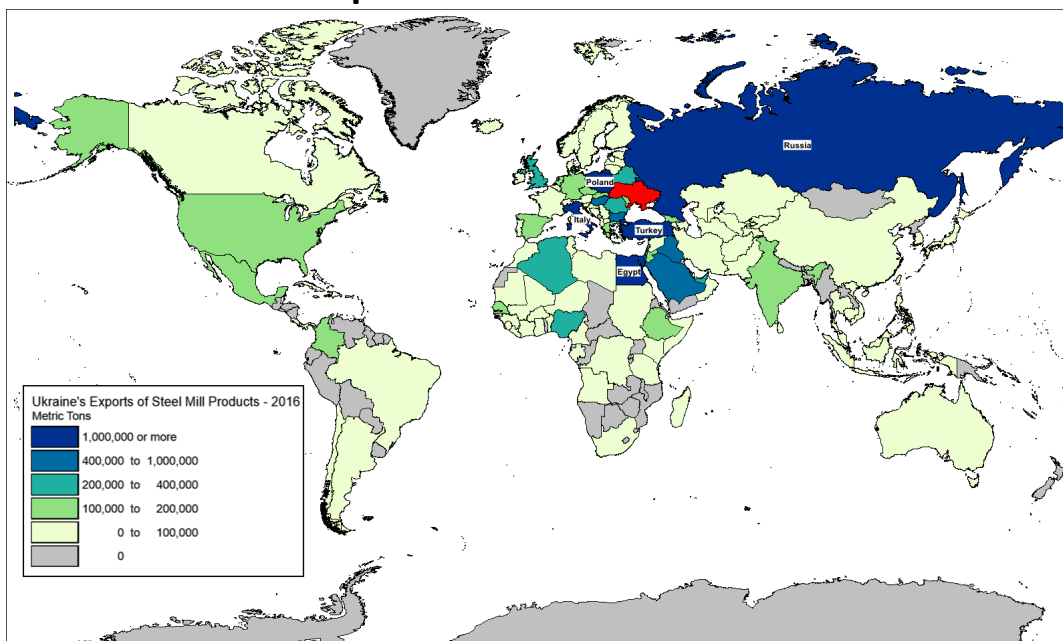 Russia
Poland
Italy
Turkey
Egypt
Ukraine's Exports of Steel Mill Products - 2016
Metric Tons
1,000,000 or more
400,000 to 1,000,000
200,000 to 400,000
100,000 to 200,000
0 to 100,000
0